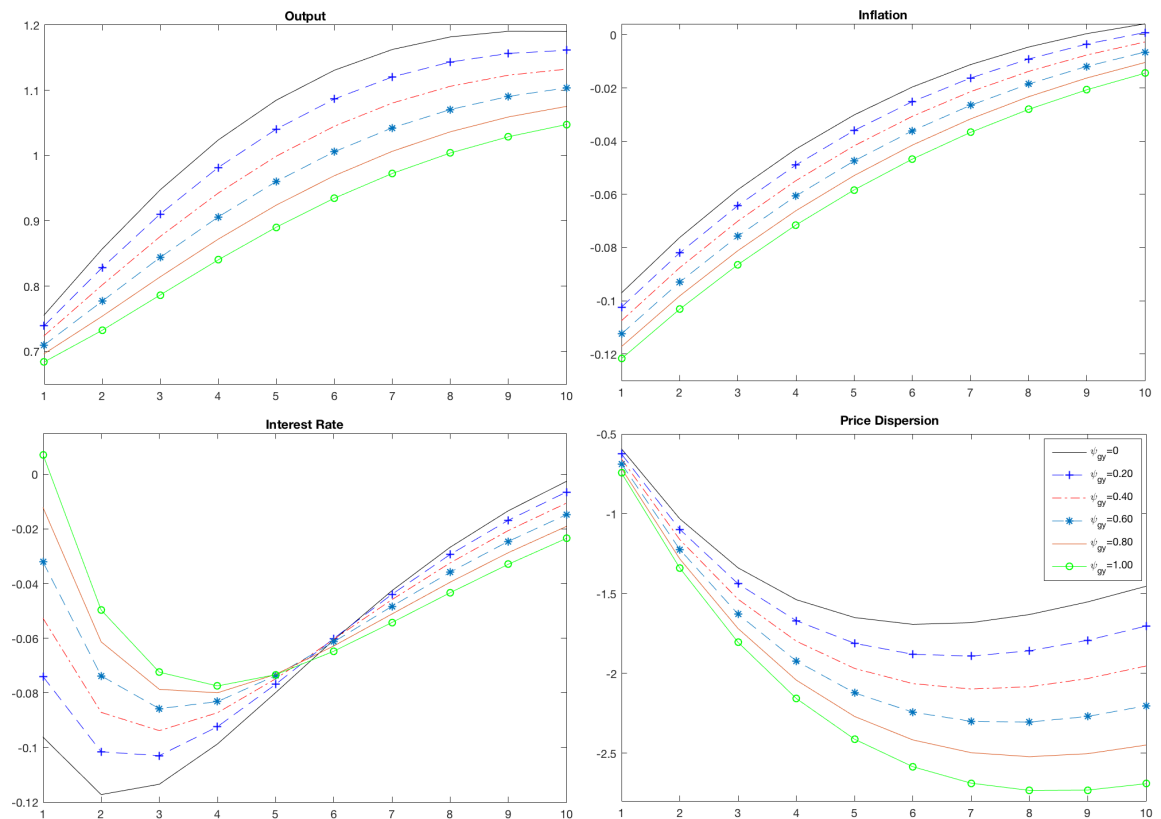 Output
1.2
1.1
1
0.9
0.8
0.7
1 2 3 4 5 6 7 8 9 10
Inflation
0
-0.02
-0.04
-0.06
-0.08
-0.1
-0.12
1 2 3 4 5 6 7 8 9 10
Interest Rate
0
-0.02
-0.04
-0.06
-0.08
-0.1
-0.12
1 2 3 4 5 6 7 8 9 10
Price Dispersion
-0.5
-1
-1.5
-2
-2.5
1 2 3 4 5 6 7 8 9 10
ψgy=0
ψgy=0.20
ψgy=0.40
ψgy=0.60
ψgy=0.80
ψgy=1.00